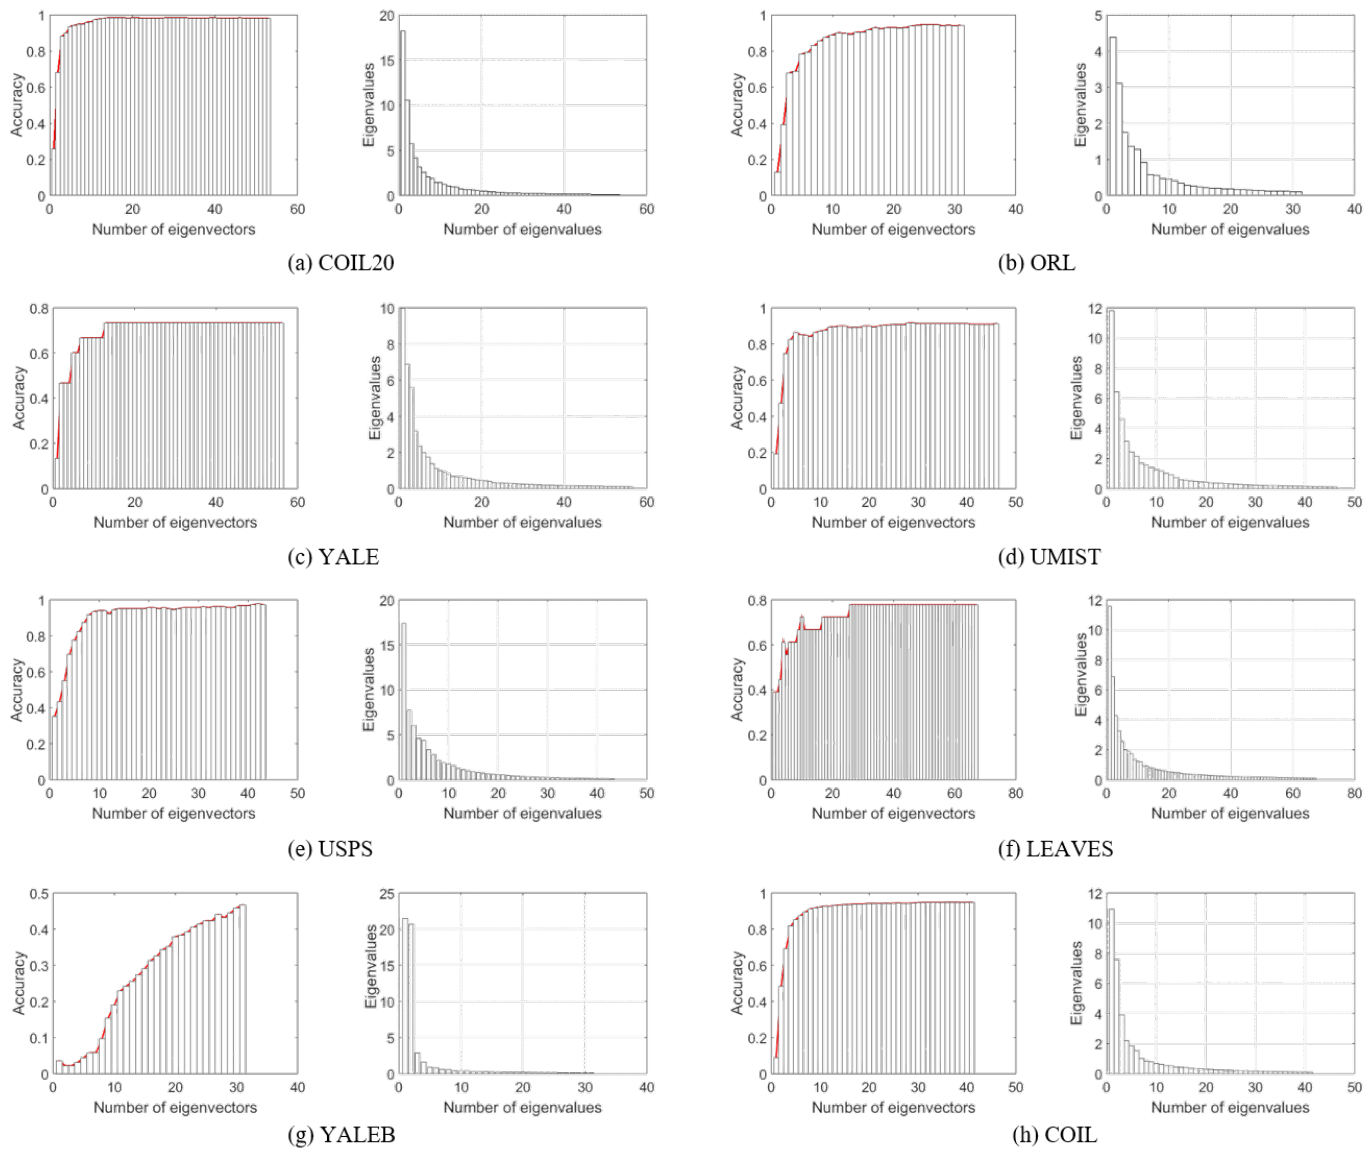 1
0.8
0.6
0.4
0.2
0
Accuracy
0 20 40 60
Number of eigenvectors
20
15
10
5
0
Eigenvalues
0 20 40 60
Number of eigenvalues
(a) COIL20
1
0.8
0.6
0.4
0.2
0
Accuracy
0 10 20 30 40
Number of eigenvectors
5
4
3
2
1
0
Eigenvalues
0 10 20 30 40
Number of eigenvalues
(b) ORL
0.8
0.6
0.4
0.2
0
Accuracy
0 20 40 60
Number of eigenvectors
10
8
6
4
2
0
Eigenvalues
0 20 40 60
Number of eigenvalues
(c) YALE
1
0.8
0.6
0.4
0.2
0
Accuracy
0 10 20 30 40 50
Number of eigenvectors
12
10
8
6
4
2
0
Eigenvalues
0 10 20 30 40 50
Number of eigenvalues
(d) UMIST
1
0.8
0.6
0.4
0.2
0
Accuracy
0 10 20 30 40 50
Number of eigenvectors
20
15
10
5
0
Eigenvalues
0 10 20 30 40 50
Number of eigenvalues
(e) USPS
0.8
0.6
0.4
0.2
0
Accuracy
0 20 40 60 80
Number of eigenvectors
12
10
8
6
4
2
0
Eigenvalues
0 20 40 60 80
Number of eigenvalues
(f) LEAVES
0.5
0.4
0.3
0.2
0.1
0
Accuracy
0 10 20 30 40
Number of eigenvectors
25
20
15
10
5
0
Eigenvalues
0 10 20 30 40
Number of eigenvalues
(g) YALEB
1
0.8
0.6
0.4
0.2
0
Accuracy
0 10 20 30 40 50
Number of eigenvectors
12
10
8
6
4
2
0
Eigenvalues
0 10 20 30 40 50
Number of eigenvalues
(h) COIL